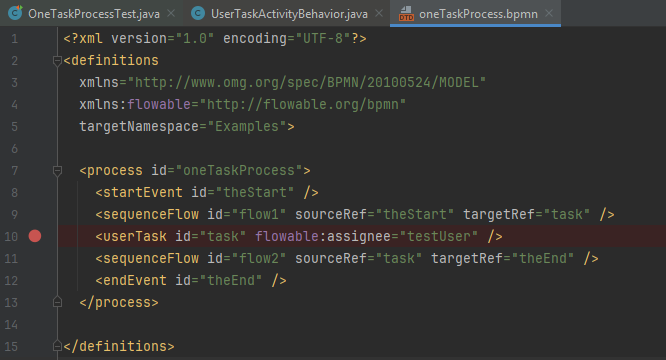 OneTaskProcessTest.java UserTaskActivityBehavior.java oneTaskProcess.bpmn
1 <?xml version="1.0" encoding="UTF-8"?>
2 <definitions
3 xmlns="http://www.omg.org/spec/BPMN/20100524/MODEL"
4 xmlns:flowable="http://flowable.org/bpmn"
5 targetNamespace="Examples">
6
7 <process id="oneTaskProcess">
8 <startEvent id="theStart" />
9 <sequenceFlow id="flow1" sourceRef="theStart" targetRef="task" />
10 <userTask id="task" flowable:assignee="testUser" />
11 <sequenceFlow id="flow2" sourceRef="task" targetRef="theEnd" />
12 <endEvent id="theEnd" />
13 </process>
14
15 </definitions>